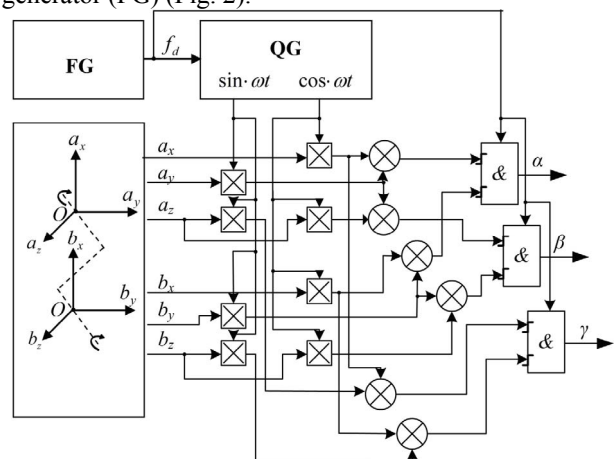 generator (FG) (Fig. 2).
FG
f_d
QG
sin·ωt cos·ωt
a_x
a_y
O
a_z
b_x
O
b_y
b_z
a_x
a_y
a_z
b_x
b_y
b_z
& α
& β
& γ